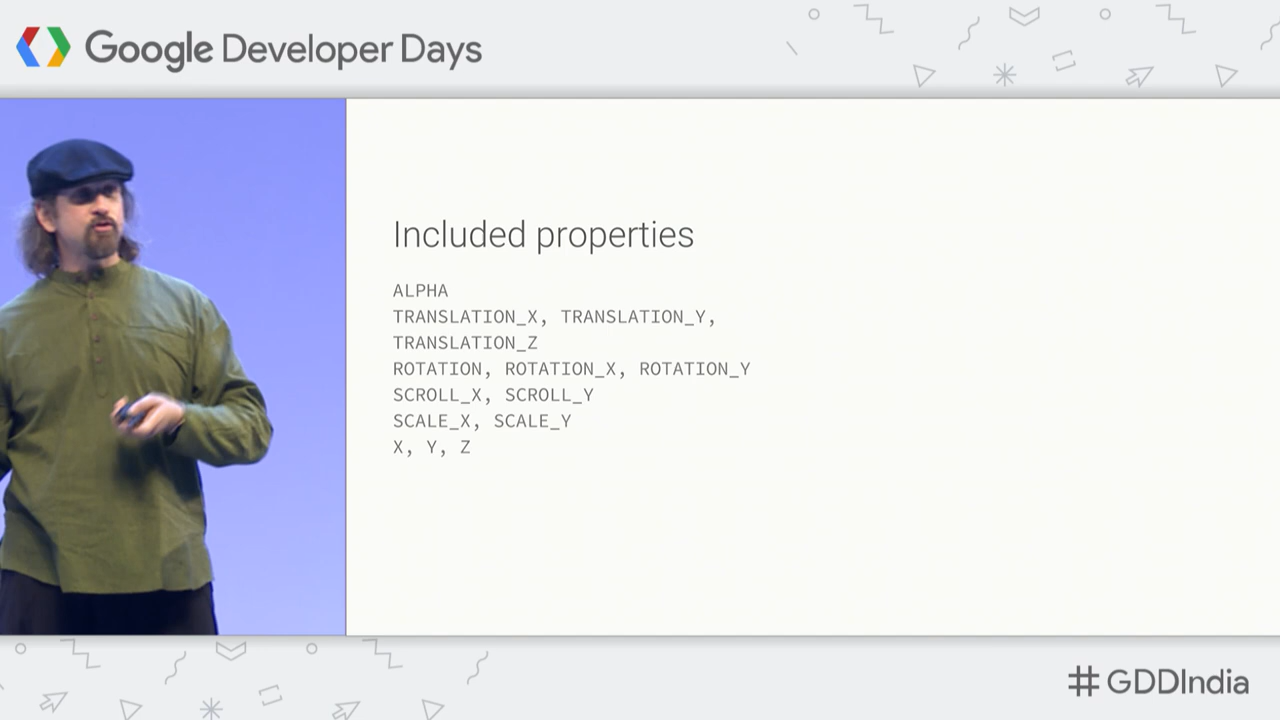 Google Developer Days
Included properties
ALPHA
TRANSLATION_X, TRANSLATION_Y,
TRANSLATION_Z
ROTATION, ROTATION_X, ROTATION_Y
SCROLL_X, SCROLL_Y
SCALE_X, SCALE_Y
X, Y, Z
#GDDIndia